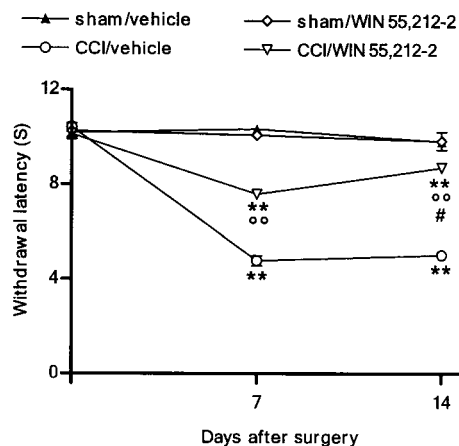 sham/vehicle
sham/WIN 55,212-2
CCI/vehicle
CCI/WIN 55,212-2
12
8
4
0
Withdrawal latency (S)
**
°°
**
**
°°
#
**
7
14
Days after surgery